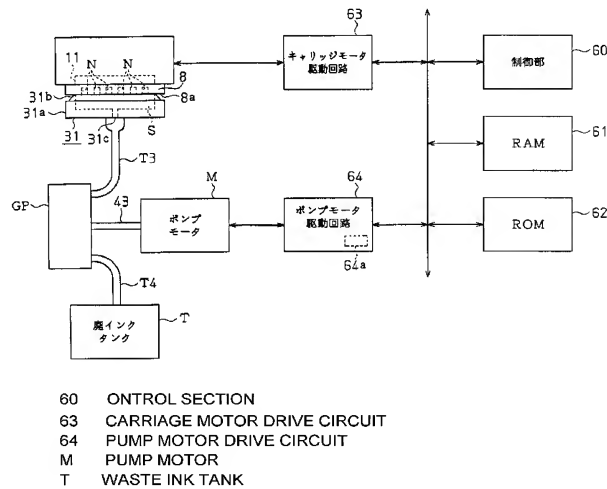 63
60
11 N N
キャリッジモータ
駆動回路
制御部
8
31b
8a
31a
31 31c S
61
T3
RAM
M
64
GP
43
ポンプ
モータ
ポンプモータ
駆動回路
ROM
62
64a
T4
廃インク
タンク
T
60 ONTROL SECTION
63 CARRIAGE MOTOR DRIVE CIRCUIT
64 PUMP MOTOR DRIVE CIRCUIT
M PUMP MOTOR
T WASTE INK TANK